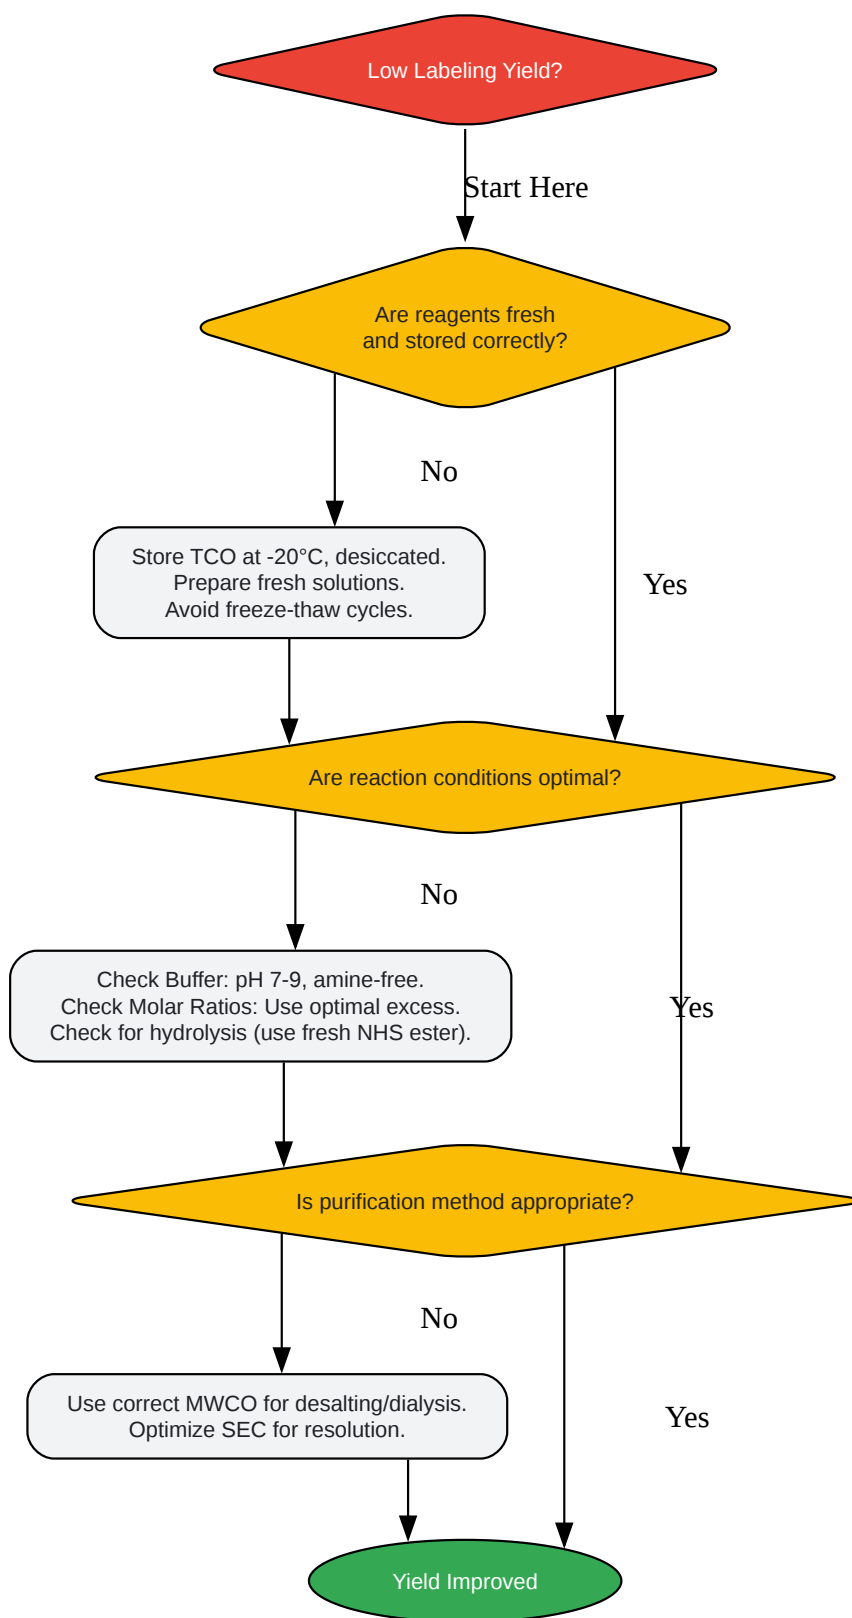 Low Labeling Yield?
Start Here
Are reagents fresh
and stored correctly?
No
Store TCO at -20°C, desiccated.
Prepare fresh solutions.
Avoid freeze-thaw cycles.
Yes
Are reaction conditions optimal?
No
Check Buffer: pH 7-9, amine-free.
Check Molar Ratios: Use optimal excess.
Check for hydrolysis (use fresh NHS ester).
Yes
Is purification method appropriate?
No
Use correct MWCO for desalting/dialysis.
Optimize SEC for resolution.
Yes
Yield Improved